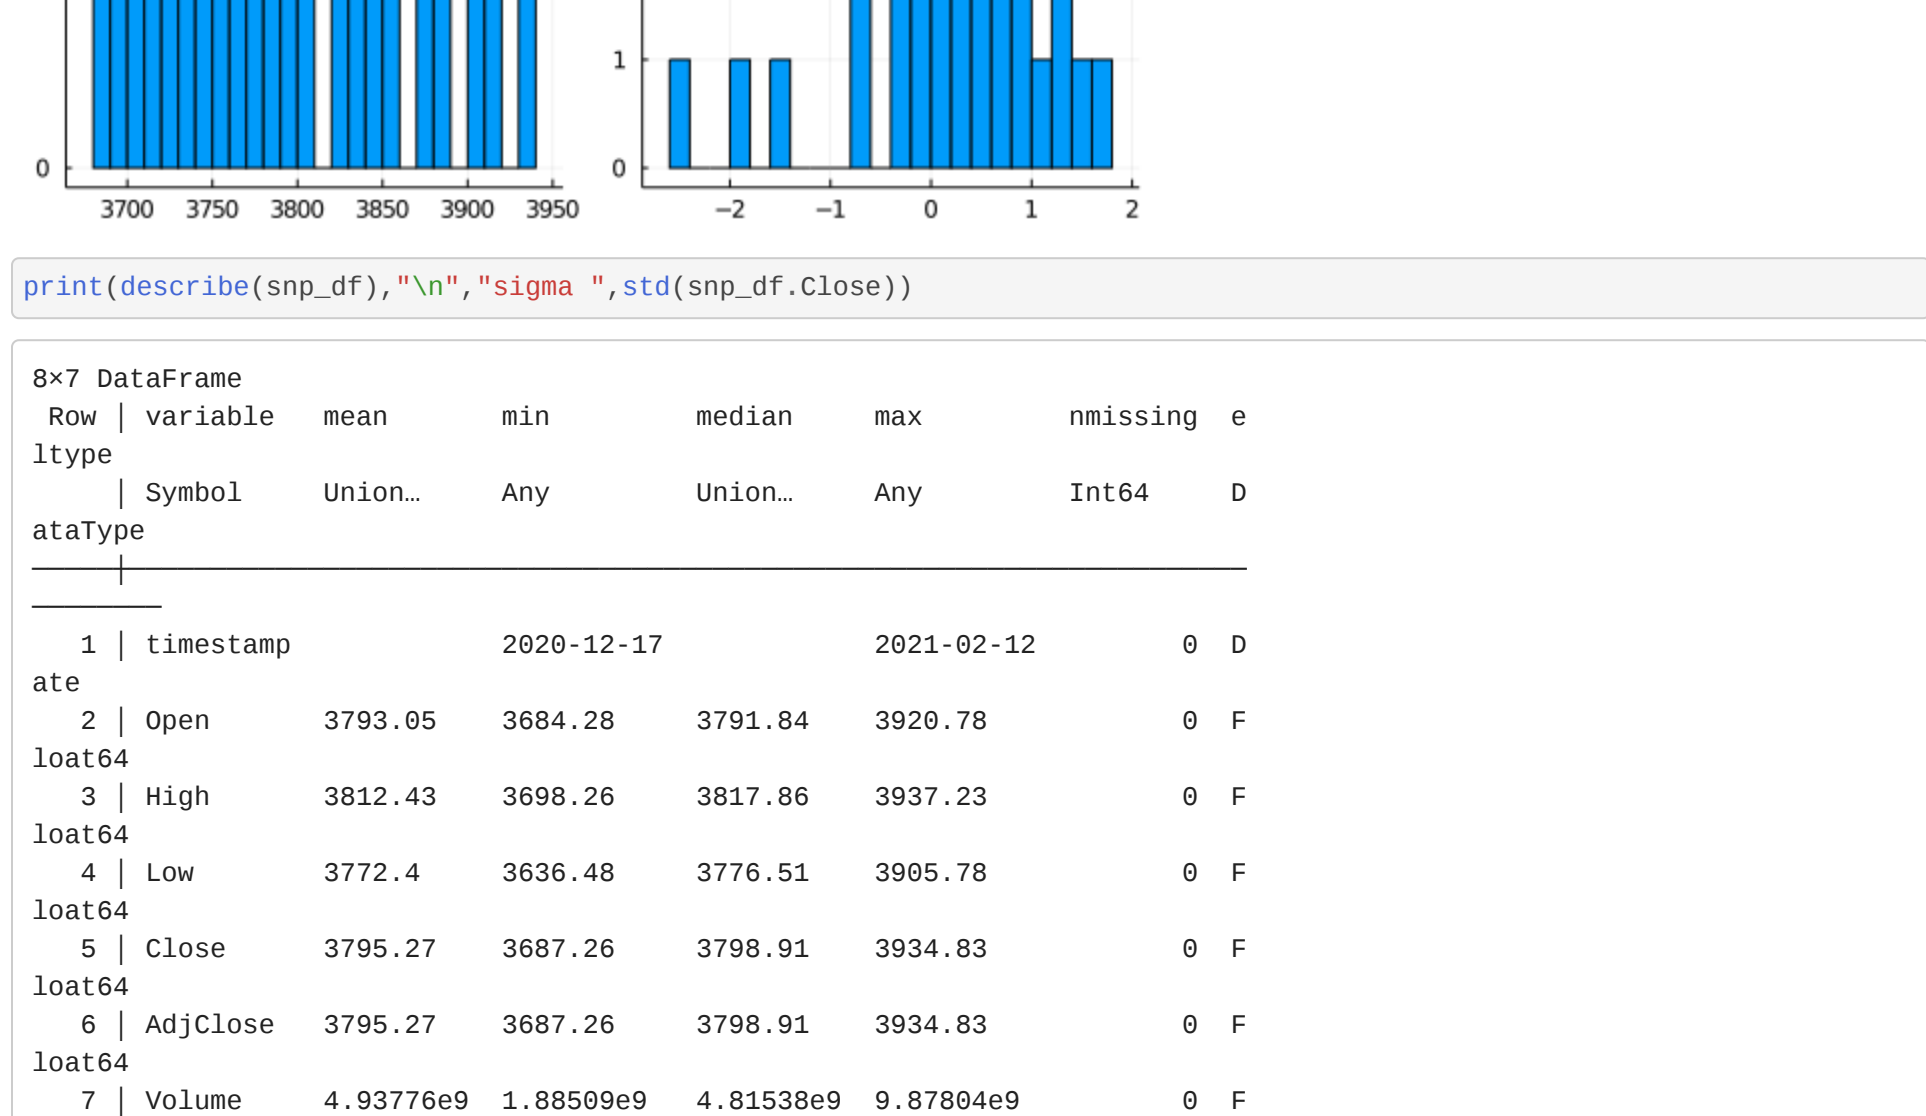 1 1
0 0
3700 3750 3800 3850 3900 3950 −2 −1 0 1 2
print(describe(snp_df),"\n","sigma ",std(snp_df.Close))
8×7 DataFrame
 Row │ variable   mean       min         median     max         nmissing  e
ltype
     │ Symbol     Union…     Any         Union…     Any         Int64     D
ataType
─────┼──────────────────────────────────────────────────────────────────────
────────
   1 │ timestamp             2020-12-17             2021-02-12         0  D
ate
   2 │ Open       3793.05    3684.28     3791.84    3920.78            0  F
loat64
   3 │ High       3812.43    3698.26     3817.86    3937.23            0  F
loat64
   4 │ Low        3772.4     3636.48     3776.51    3905.78            0  F
loat64
   5 │ Close      3795.27    3687.26     3798.91    3934.83            0  F
loat64
   6 │ AdjClose   3795.27    3687.26     3798.91    3934.83            0  F
loat64
   7 │ Volume     4.93776e9  1.88509e9   4.81538e9  9.87804e9          0  F